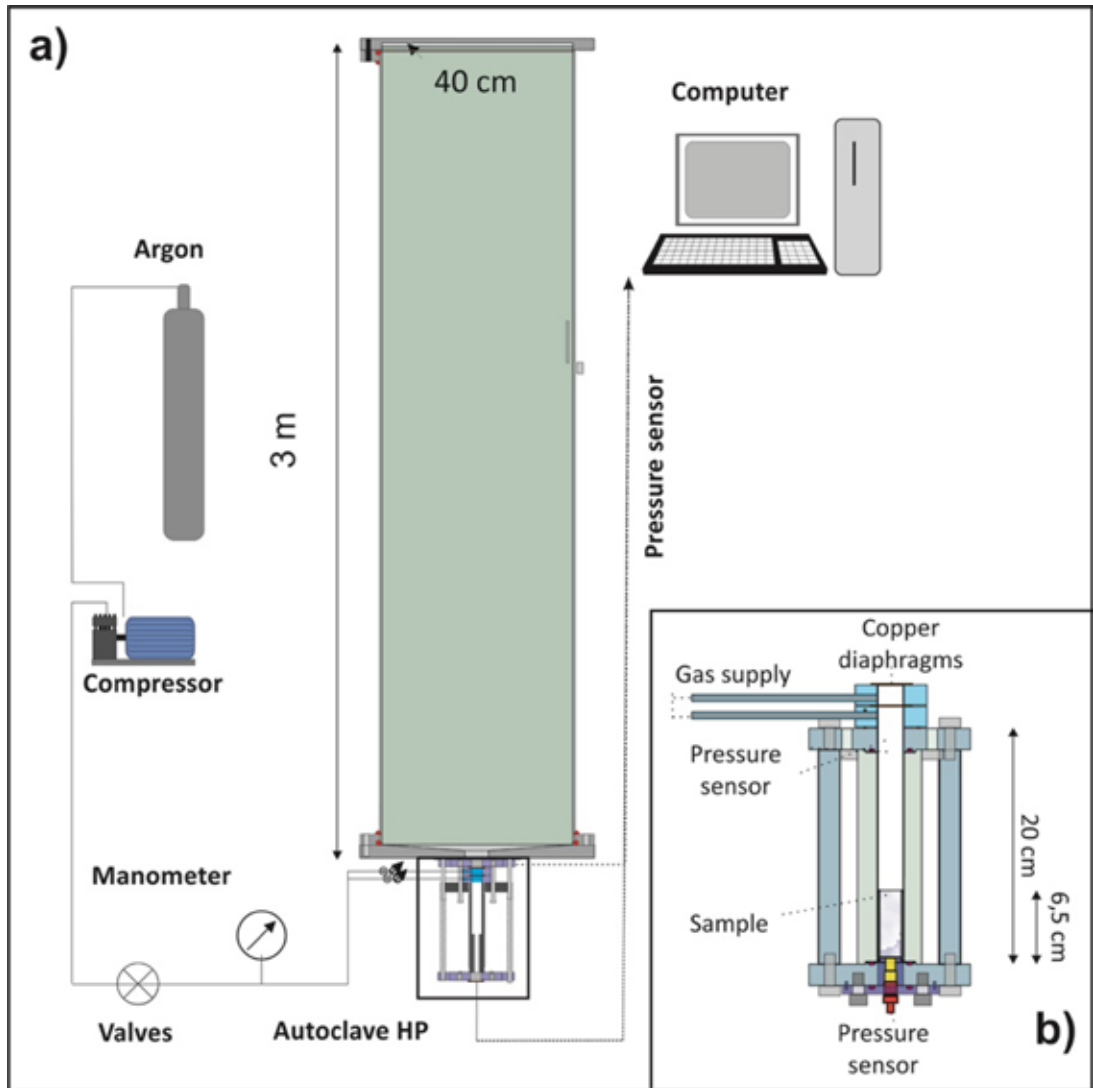 a)
40 cm
Computer
Argon
3 m
Pressure sensor
Compressor
Copper
diaphragms
Gas supply
Pressure
sensor
20 cm
Manometer
Sample
6,5 cm
Valves
Autoclave HP
Pressure
sensor
b)